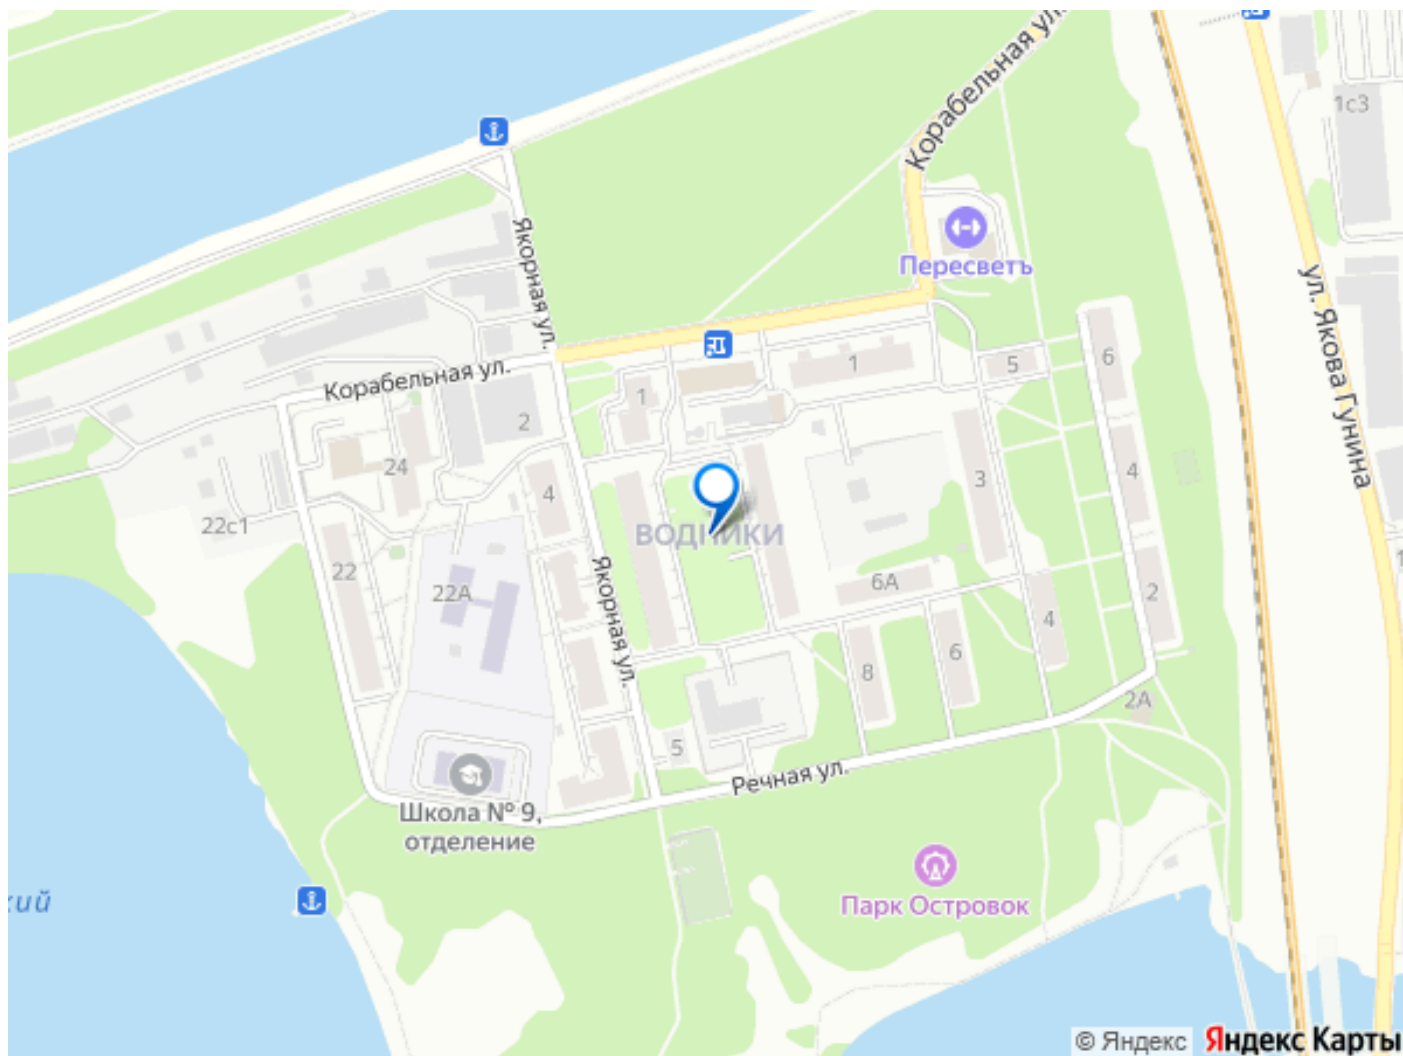 Корабельная ул.
1с3
Якорная ул.
Пересветъ
ул. Якова Гунина
1
5
6
Корабельная ул.
1
2
24
4
3
4
22с1
ВОДНИКИ
22
22А
6А
2
Якорная ул.
4
8
6
2А
5
Речная ул.
Школа № 9,
отделение
кий
Парк Островок
© Яндекс
Яндекс Карты